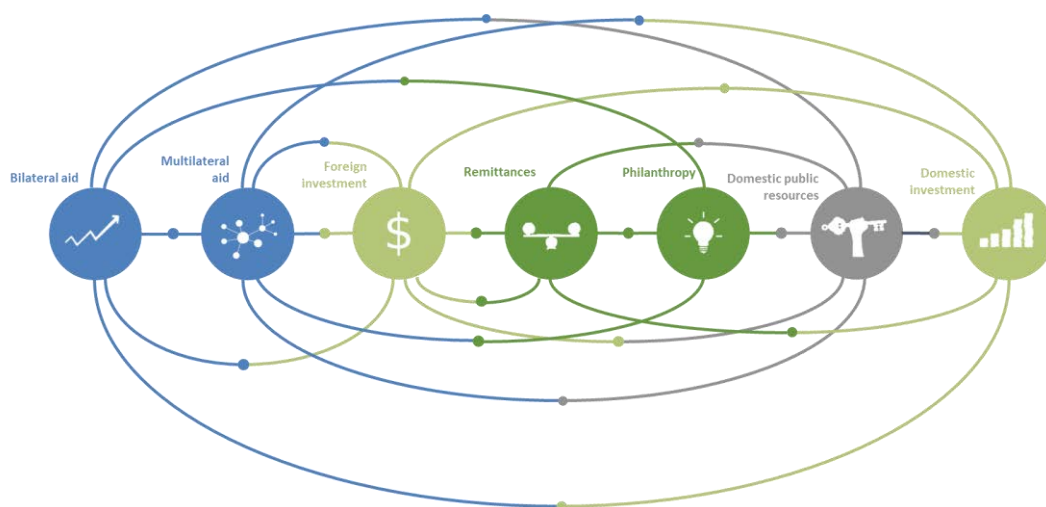 Bilateral aid
Multilateral
aid
Foreign
investment
Remittances
Philanthropy
Domestic public
resources
Domestic
investment
$